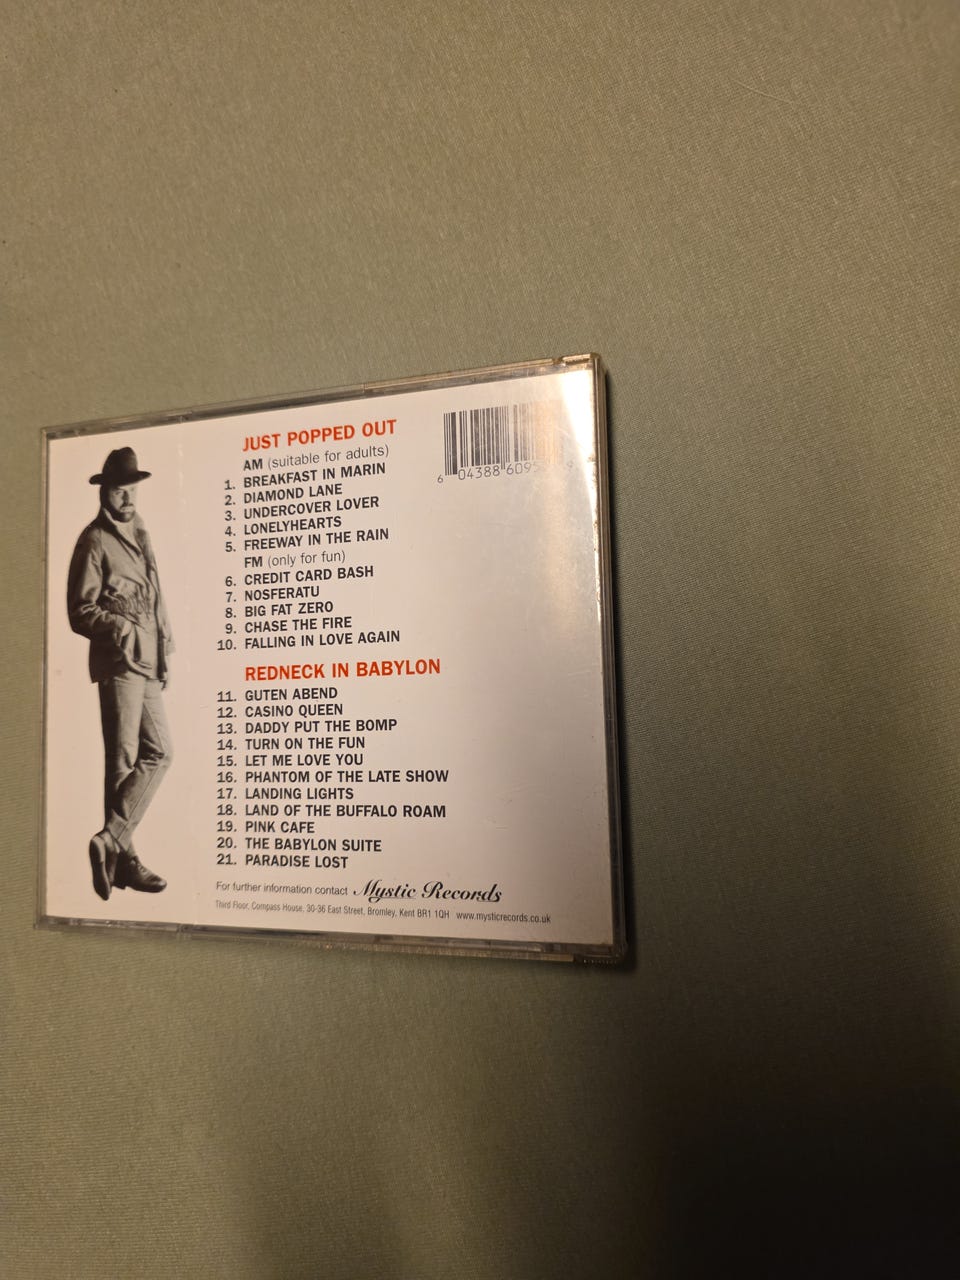 JUST POPPED OUT
AM (suitable for adults)
1. BREAKFAST IN MARIN
2. DIAMOND LANE
3. UNDERCOVER LOVER
4. LONELYHEARTS
5. FREEWAY IN THE RAIN
FM (only for fun)
6. CREDIT CARD BASH
7. NOSFERATU
8. BIG FAT ZERO
9. CHASE THE FIRE
10. FALLING IN LOVE AGAIN
REDNECK IN BABYLON
11. GUTEN ABEND
12. CASINO QUEEN
13. DADDY PUT THE BOMP
14. TURN ON THE FUN
15. LET ME LOVE YOU
16. PHANTOM OF THE LATE SHOW
17. LANDING LIGHTS
18. LAND OF THE BUFFALO ROAM
19. PINK CAFE
20. THE BABYLON SUITE
21. PARADISE LOST
For further information contact Mystic Records
Third Floor, Compass House, 30-36 East Street, Bromley, Kent BR1 1QH www.mysticrecords.co.uk